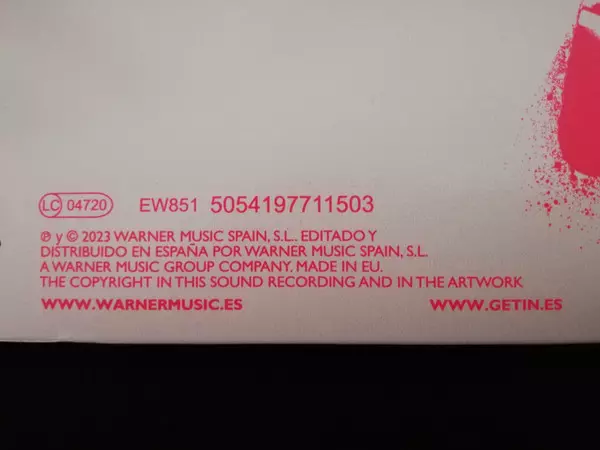 LC 04720 EW851 5054197711503
℗ y © 2023 WARNER MUSIC SPAIN, S.L.. EDITADO Y
DISTRIBUIDO EN ESPAÑA POR WARNER MUSIC SPAIN, S.L.
A WARNER MUSIC GROUP COMPANY. MADE IN EU.
THE COPYRIGHT IN THIS SOUND RECORDING AND IN THE ARTWORK
WWW.WARNERMUSIC.ES WWW.GETIN.ES